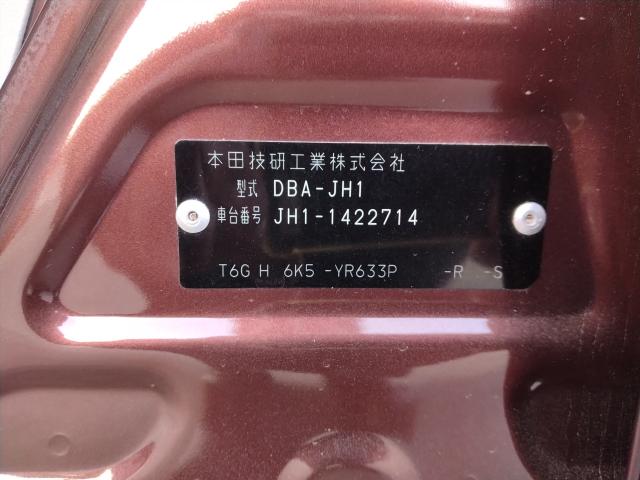 本田技研工業株式会社
型式 DBA-JH1
車台番号 JH1-1422714
T6G H 6K5 -YR633P -R -S